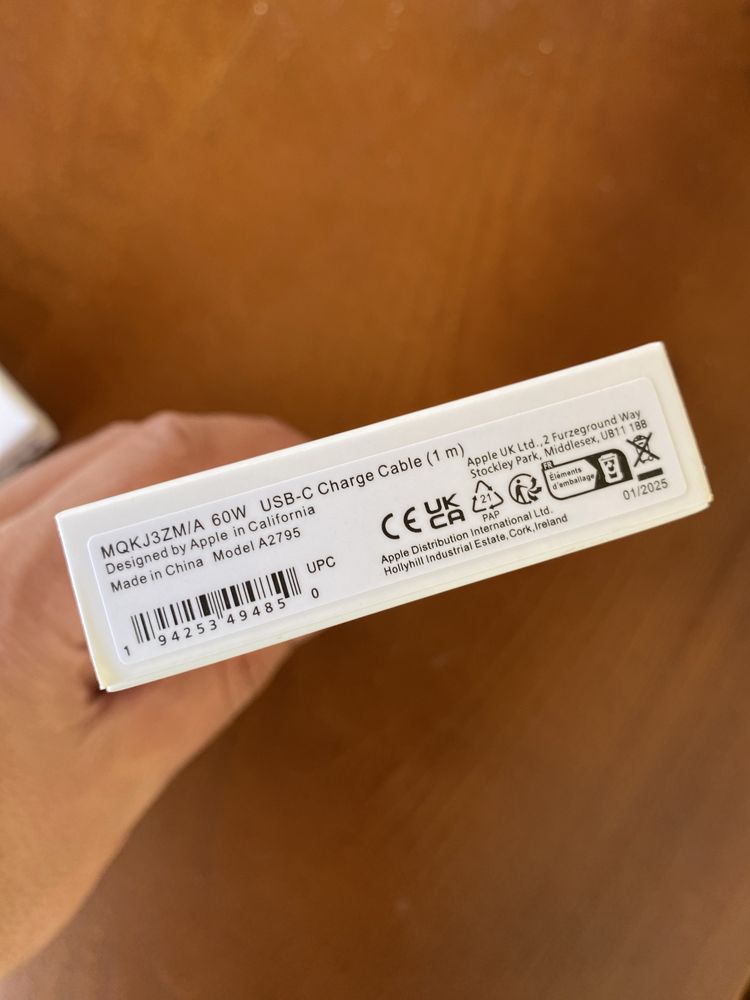 MQKJ3ZM/A 60W USB-C Charge Cable (1 m)
Designed by Apple in California
Made in China Model A2795
UPC
1 94253 49485 0
Apple UK Ltd.,2 Furzeground Way
Stockley Park, Middlesex, UB11 1BB
CE UK
CA
21
PAP
FR
Éléments
d'emballage
01/2025
Apple Distribution International Ltd.
Hollyhill Industrial Estate, Cork, Ireland